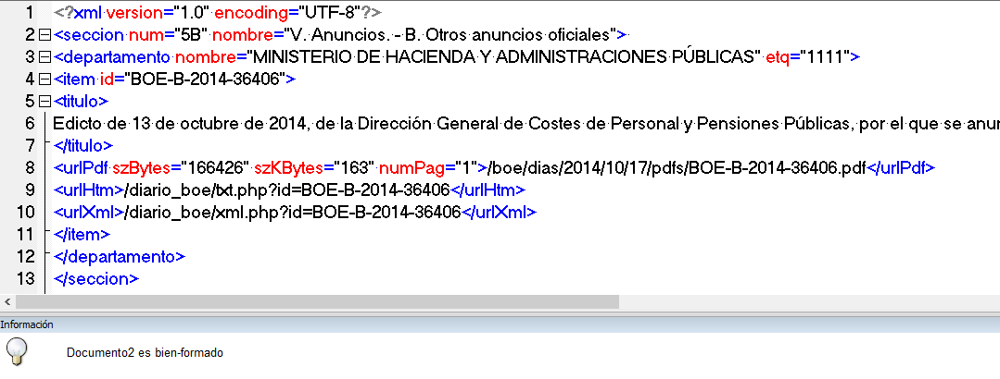 1 <?xml version="1.0" encoding="UTF-8"?>
2 <seccion num="5B" nombre="V. Anuncios. - B. Otros anuncios oficiales">
3 <departamento nombre="MINISTERIO DE HACIENDA Y ADMINISTRACIONES PÚBLICAS" etq="1111">
4 <item id="BOE-B-2014-36406">
5 <titulo>
6 Edicto de 13 de octubre de 2014, de la Dirección General de Costes de Personal y Pensiones Públicas, por el que se anun
7 </titulo>
8 <urlPdf szBytes="166426" szKBytes="163" numPag="1">/boe/dias/2014/10/17/pdfs/BOE-B-2014-36406.pdf</urlPdf>
9 <urlHtm>/diario_boe/txt.php?id=BOE-B-2014-36406</urlHtm>
10 <urlXml>/diario_boe/xml.php?id=BOE-B-2014-36406</urlXml>
11 </item>
12 </departamento>
13 </seccion>
Información
Documento2 es bien-formado